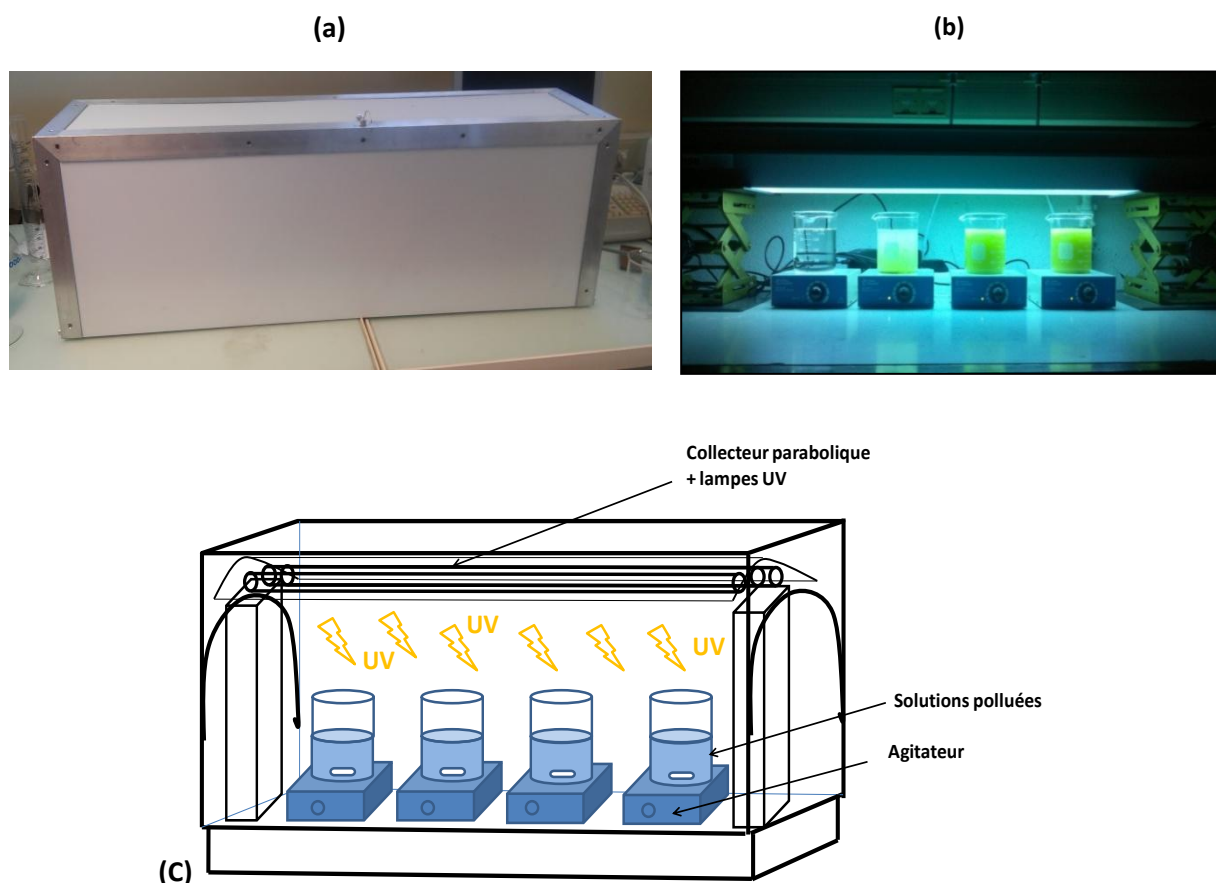 (a)
(b)
Collecteur parabolique
+ lampes UV
UV
UV
UV
Solutions polluées
Agitateur
(C)